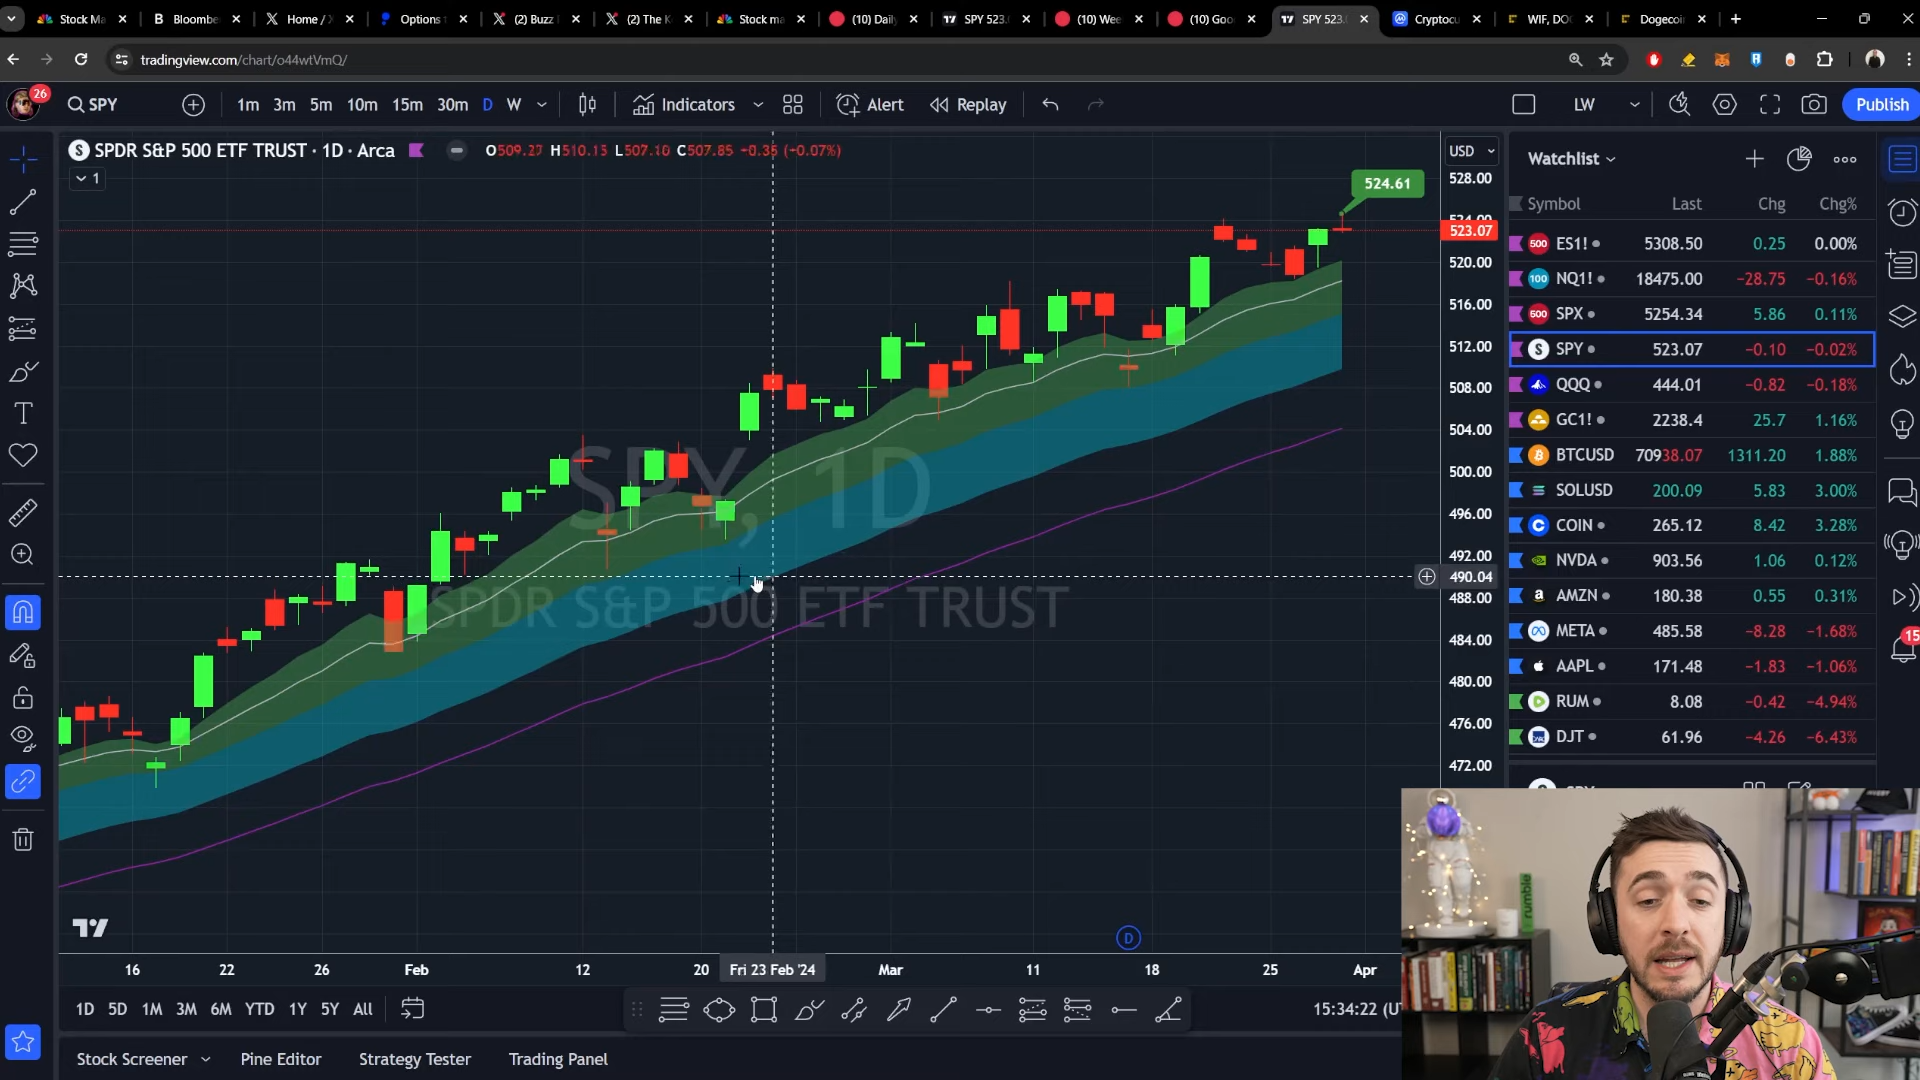 Stock Ma
Bloombe
Home / X
Options
(2) Buzz
(2) The K
Stock ma
(10) Daily
SPY 523.
(10) Wee
(10) Goo
SPY 523.
Cryptocu
WIF, DO
Dogecoi
tradingview.com/chart/o44wtVmQ/
26
SPY
1m 3m 5m 10m 15m 30m D W
Indicators
Alert
Replay
LW
Publish
SPDR S&P 500 ETF TRUST · 1D · Arca
H510.13 C507.85 (−0.07%)
1
USD
528.00
524.00
523.07
520.00
516.00
512.00
508.00
504.00
500.00
496.00
492.00
490.04
488.00
484.00
480.00
476.00
472.00
524.61
SPY, 1D
SPDR S&P 500 ETF TRUST
D
16 22 26 Feb 12 20 Fri 23 Feb '24 Mar 11 18 25 Apr
1D 5D 1M 3M 6M YTD 1Y 5Y All
15:34:22 (UT
Stock Screener
Pine Editor
Strategy Tester
Trading Panel
Watchlist
Symbol Last Chg Chg%
500 ES1! 5308.50 0.25 0.00%
100 NQ1! 18475.00 −28.75 −0.16%
500 SPX 5254.34 5.86 0.11%
S SPY 523.07 −0.10 −0.02%
QQQ 444.01 −0.82 −0.18%
GC1! 2238.4 25.7 1.16%
BTCUSD 70938.07 1311.20 1.88%
SOLUSD 200.09 5.83 3.00%
COIN 265.12 8.42 3.28%
NVDA 903.56 1.06 0.12%
AMZN 180.38 0.55 0.31%
META 485.58 −8.28 −1.68%
AAPL 171.48 −1.83 −1.06%
RUM 8.08 −0.42 −4.94%
DJT 61.96 −4.26 −6.43%
15
rumble